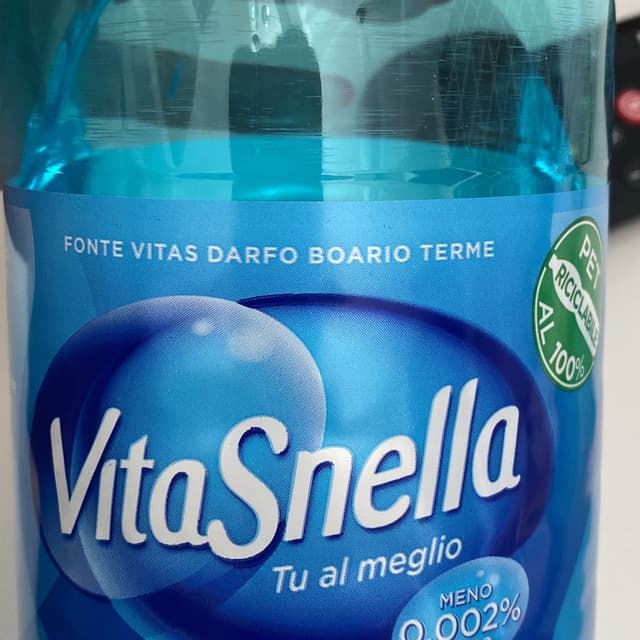 FONTE VITAS DARFO BOARIO TERME
PET
RICICLABILE
AL 100%
VitaSnella
Tu al meglio
MENO
0,002%